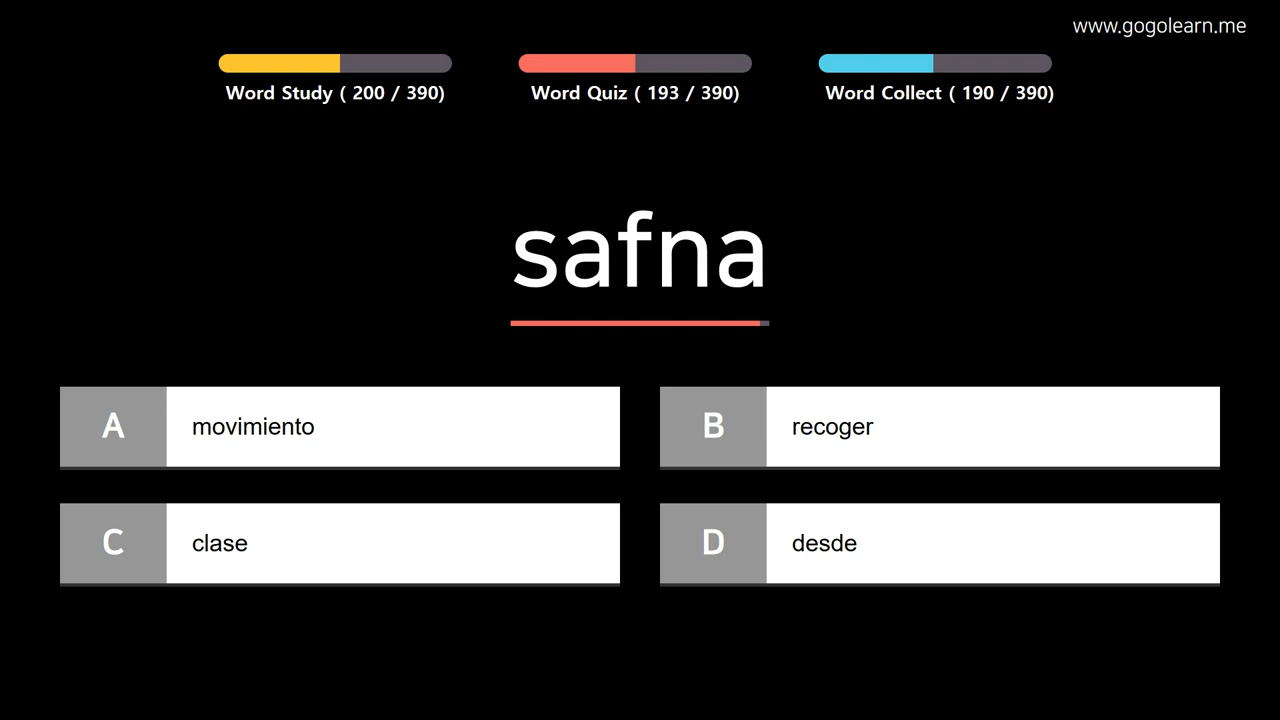 www.gogolearn.me
Word Study ( 200 / 390)
Word Quiz ( 193 / 390)
Word Collect ( 190 / 390)
safna
A movimiento
B recoger
C clase
D desde